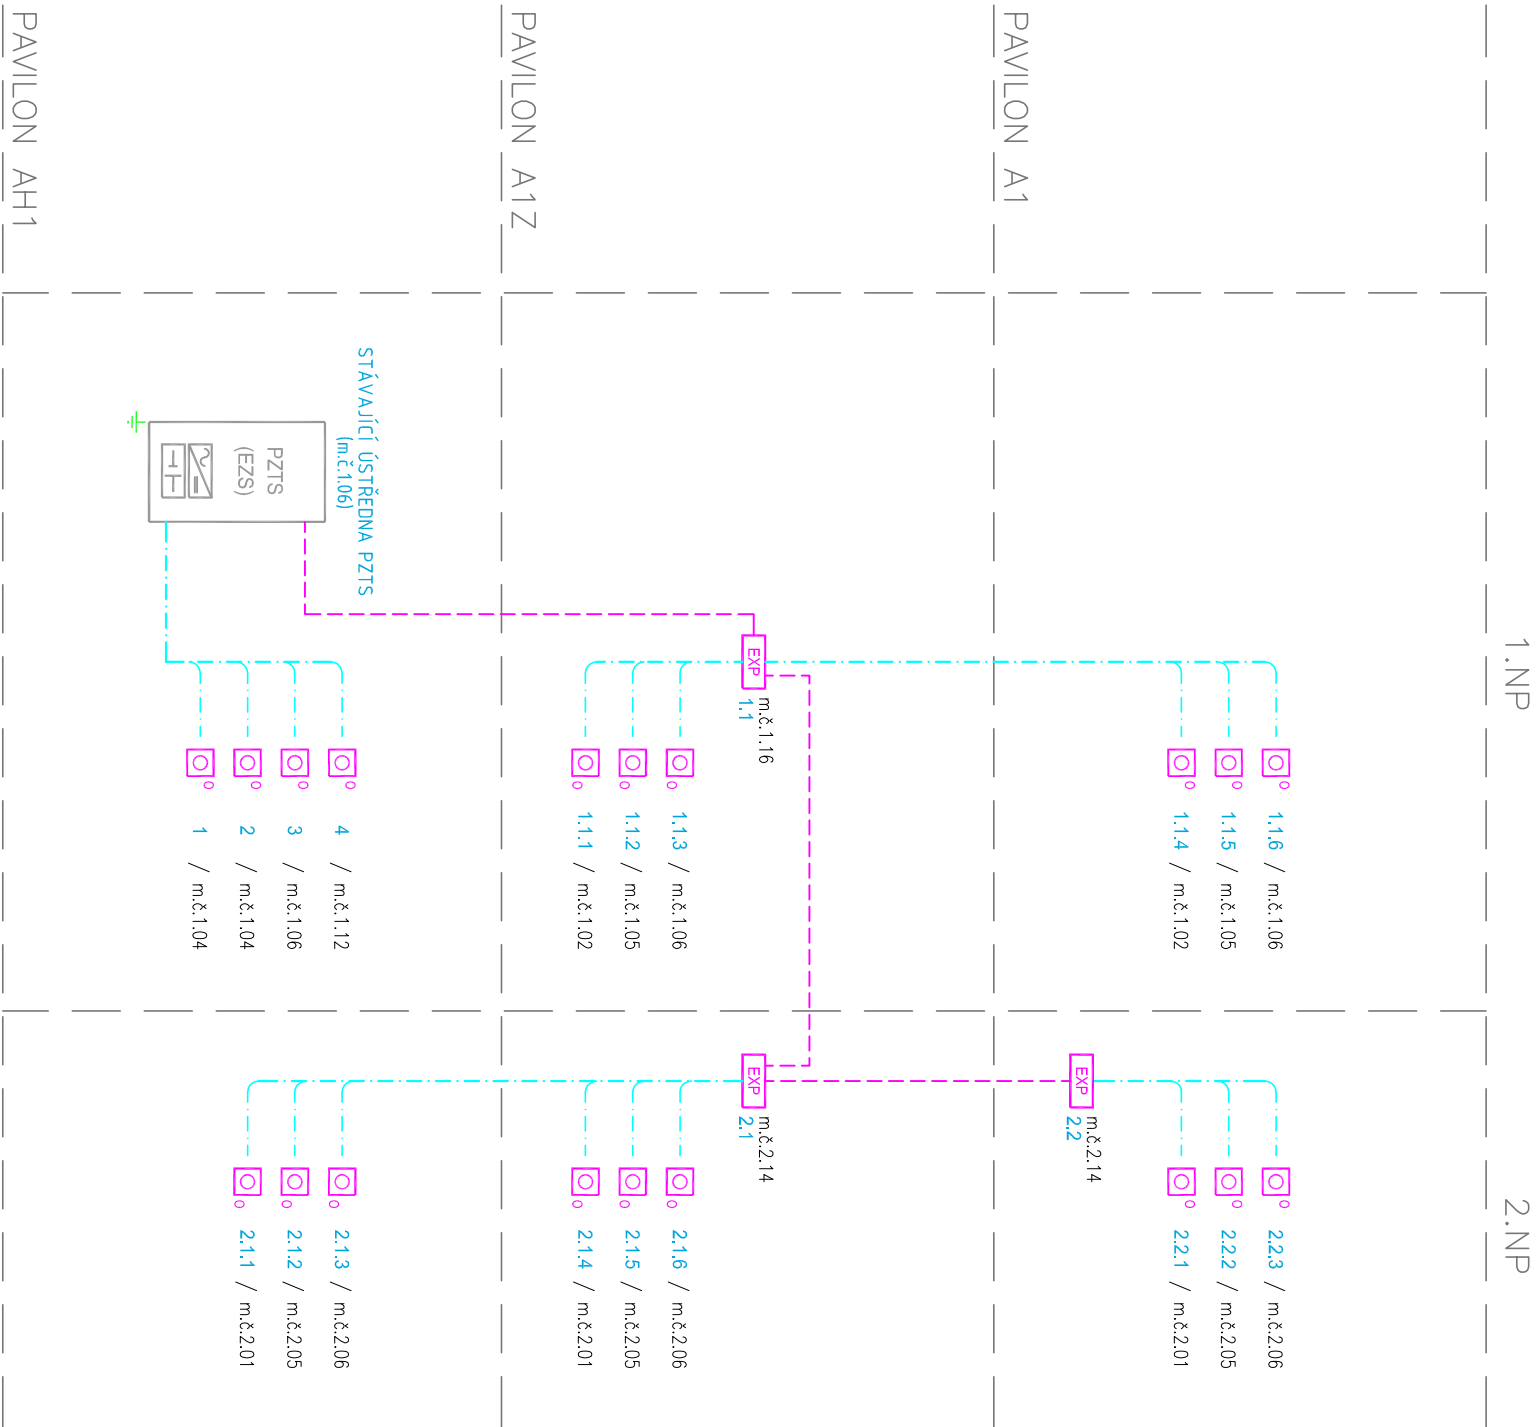 1.NP
2.NP
PAVILON A1
1.1.6 / m.č.1.06
1.1.5 / m.č.1.05
1.1.4 / m.č.1.02
2.2.3 / m.č.2.06
2.2.2 / m.č.2.05
2.2.1 / m.č.2.01
EXP
m.č.2.14
2.2
PAVILON A1Z
EXP
m.č.1.16
1.1
1.1.3 / m.č.1.06
1.1.2 / m.č.1.05
1.1.1 / m.č.1.02
EXP
m.č.2.14
2.1
2.1.6 / m.č.2.06
2.1.5 / m.č.2.05
2.1.4 / m.č.2.01
PAVILON AH1
STÁVAJÍCÍ ÚSTŘEDNA PZTS
(m.č.1.06)
PZTS
(EZS)
4 / m.č.1.12
3 / m.č.1.06
2 / m.č.1.04
1 / m.č.1.04
2.1.3 / m.č.2.06
2.1.2 / m.č.2.05
2.1.1 / m.č.2.01